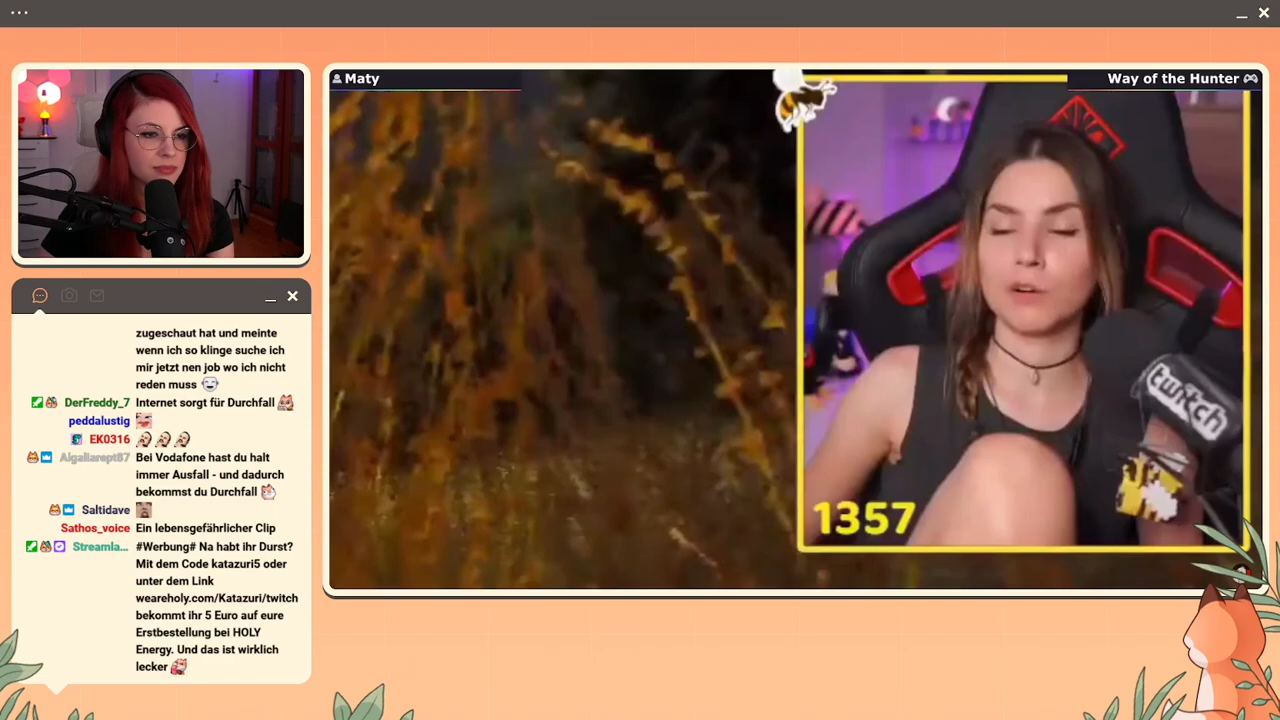 Maty
Way of the Hunter
zugeschaut hat und meinte
wenn ich so klinge suche ich
mir jetzt nen job wo ich nicht
reden muss
DerFreddy_7 Internet sorgt für Durchfall
peddalustig
EK0316
Aigaliarept87 Bei Vodafone hast du halt
immer Ausfall - und dadurch
bekommst du Durchfall
Saltidave
Sathos_voice Ein lebensgefährlicher Clip
Streamla... #Werbung# Na habt ihr Durst?
Mit dem Code katazuri5 oder
unter dem Link
weareholy.com/Katazuri/twitch
bekommt ihr 5 Euro auf eure
Erstbestellung bei HOLY
Energy. Und das ist wirklich
lecker
twitch
1357